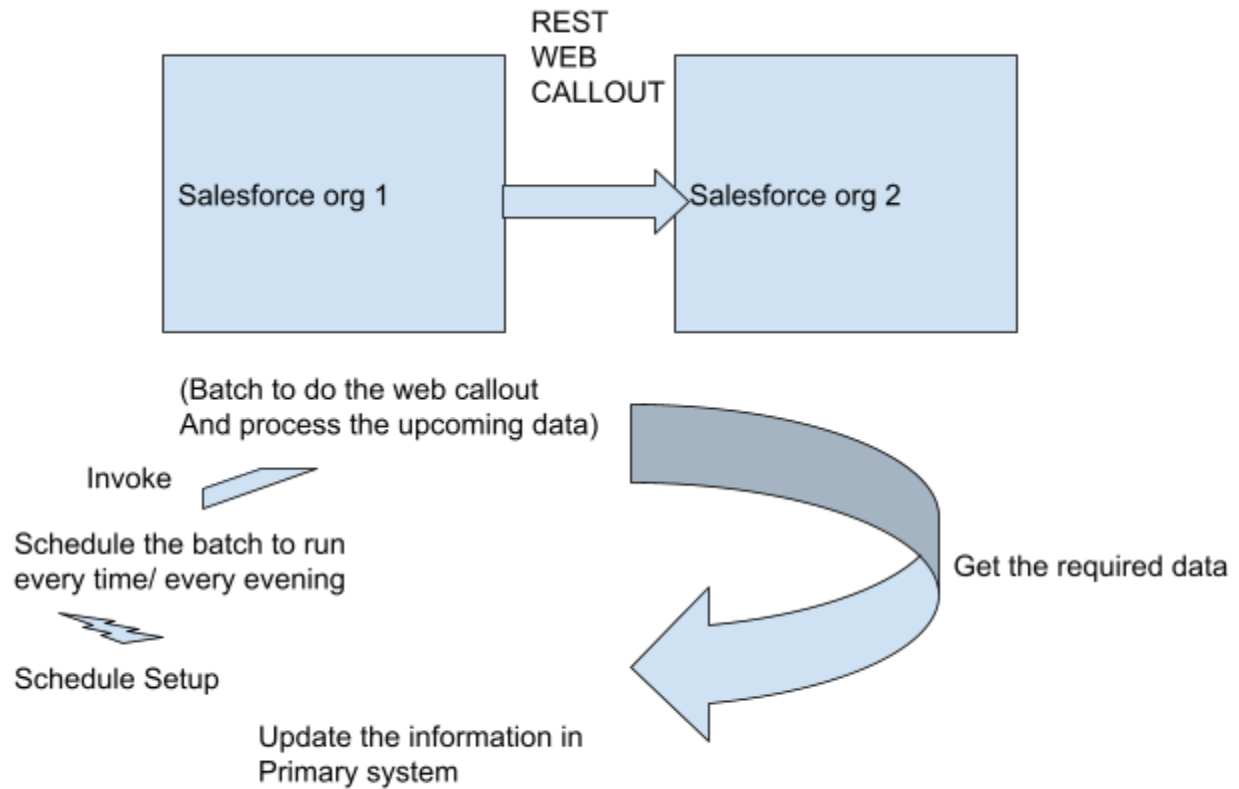 REST
WEB
CALLOUT
Salesforce org 1
Salesforce org 2
(Batch to do the web callout
And process the upcoming data)
Invoke
Schedule the batch to run
every time/ every evening
Get the required data
Schedule Setup
Update the information in
Primary system